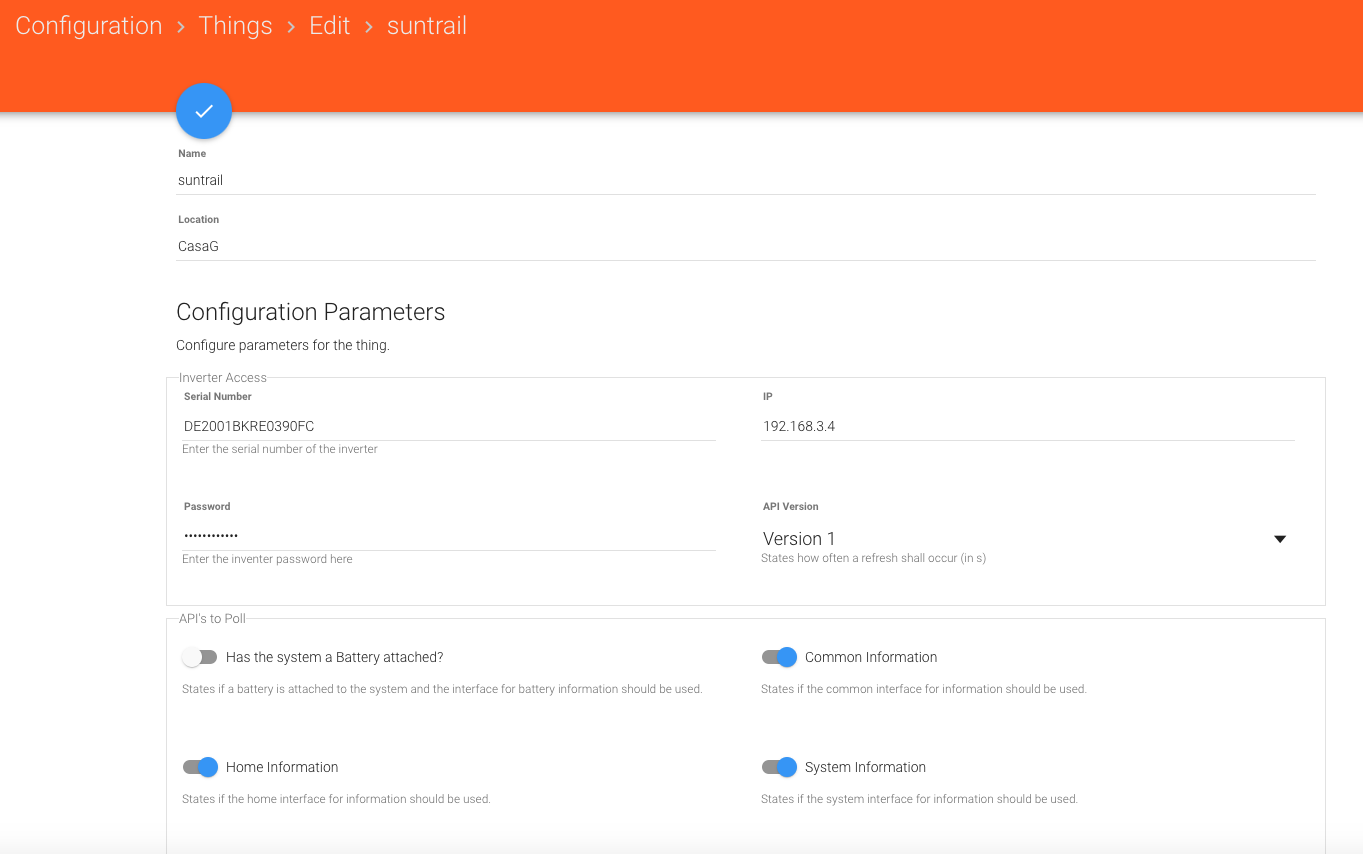 Configuration > Things > Edit > suntrail
Name
suntrail
Location
CasaG
Configuration Parameters
Configure parameters for the thing.
Inverter Access
Serial Number
DE2001BKRE0390FC
Enter the serial number of the inverter
IP
192.168.3.4
Password
••••••••••••
Enter the inventer password here
API Version
Version 1
States how often a refresh shall occur (in s)
API's to Poll
Has the system a Battery attached?
States if a battery is attached to the system and the interface for battery information should be used.
Common Information
States if the common interface for information should be used.
Home Information
States if the home interface for information should be used.
System Information
States if the system interface for information should be used.